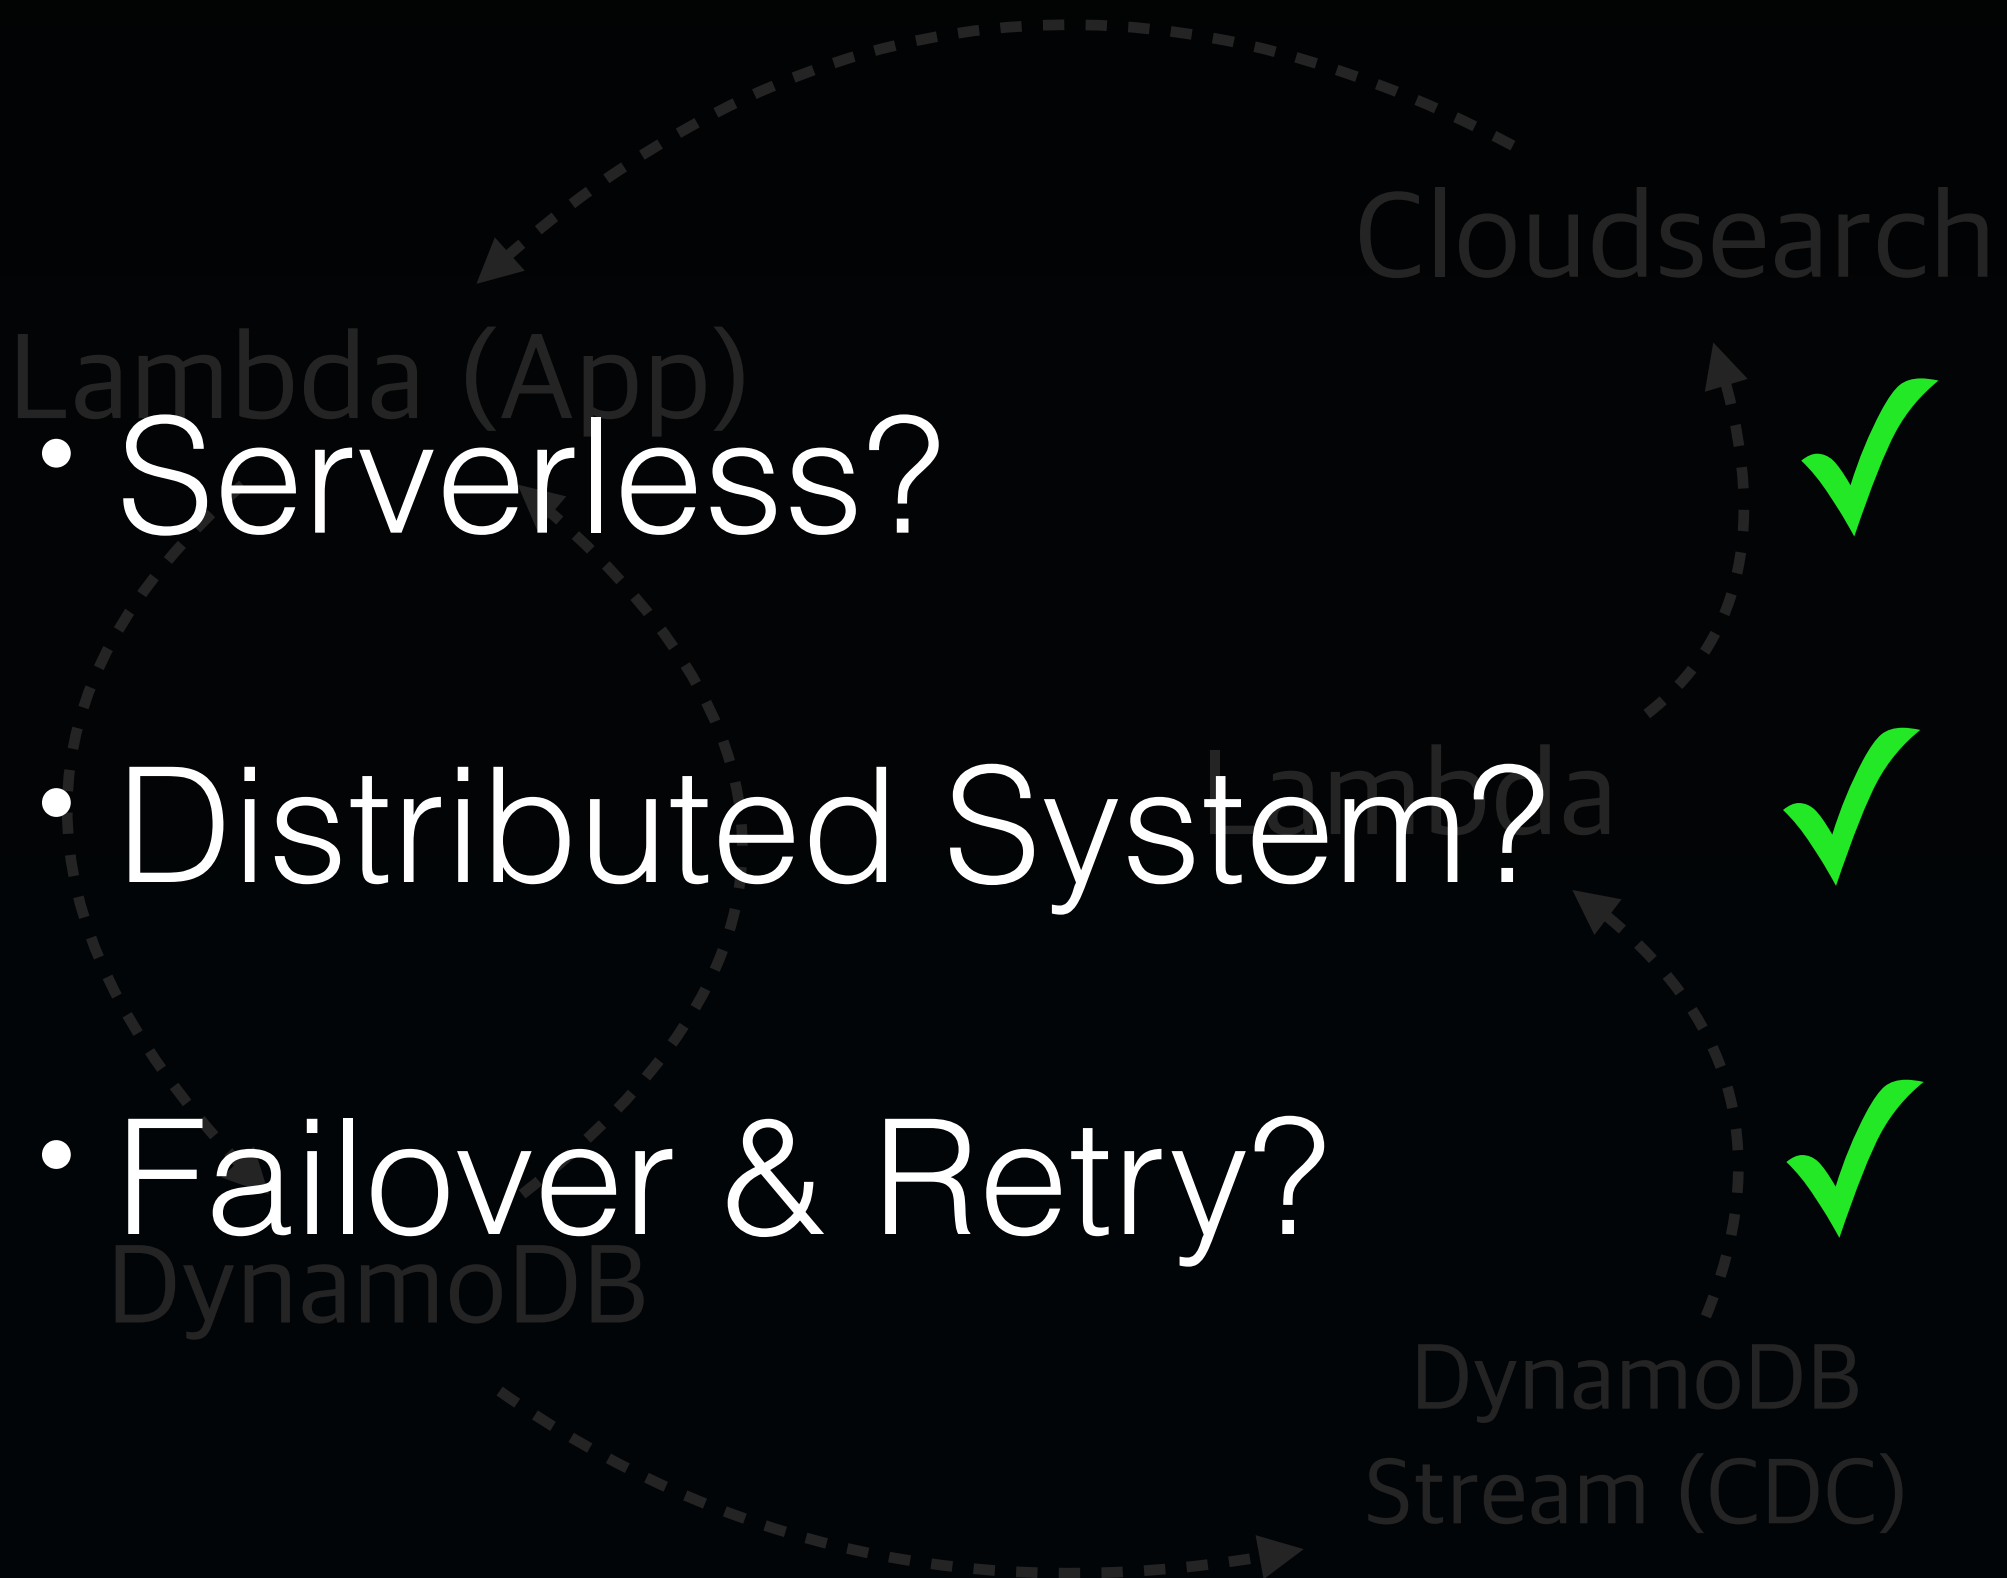 Cloudsearch
Lambda (App)
• Serverless? ✓
Lambda
• Distributed System? ✓
• Failover & Retry? ✓
DynamoDB
DynamoDB
Stream (CDC)